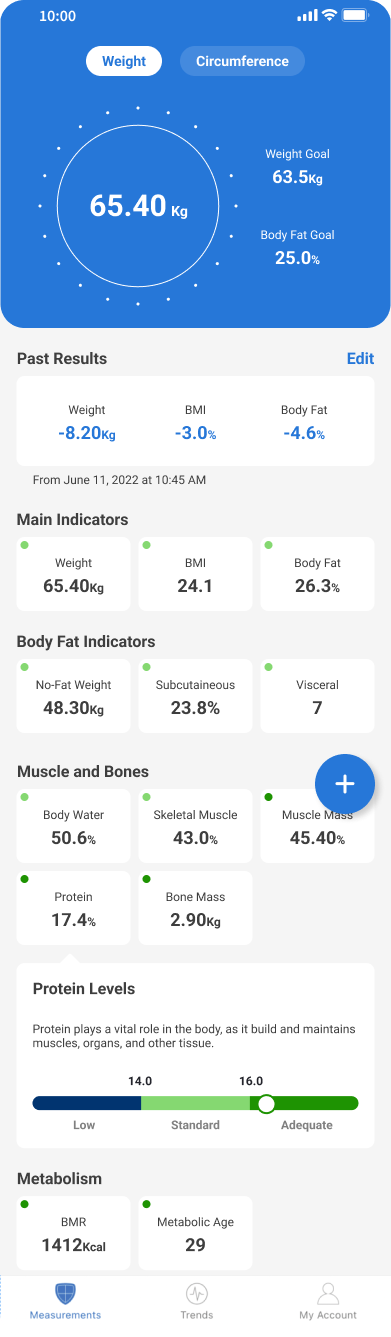 10:00
Weight Circumference
Weight Goal
63.5Kg
65.40 Kg
Body Fat Goal
25.0%
Past Results Edit
Weight BMI Body Fat
-8.20Kg -3.0% -4.6%
From June 11, 2022 at 10:45 AM
Main Indicators
Weight BMI Body Fat
65.40Kg 24.1 26.3%
Body Fat Indicators
No-Fat Weight Subcutaineous Visceral
48.30Kg 23.8% 7
Muscle and Bones
+
Body Water Skeletal Muscle Muscle Mass
50.6% 43.0% 45.40%
Protein Bone Mass
17.4% 2.90Kg
Protein Levels
Protein plays a vital role in the body, as it build and maintains
muscles, organs, and other tissue.
14.0 16.0
Low Standard Adequate
Metabolism
BMR Metabolic Age
1412Kcal 29
Measurements Trends My Account